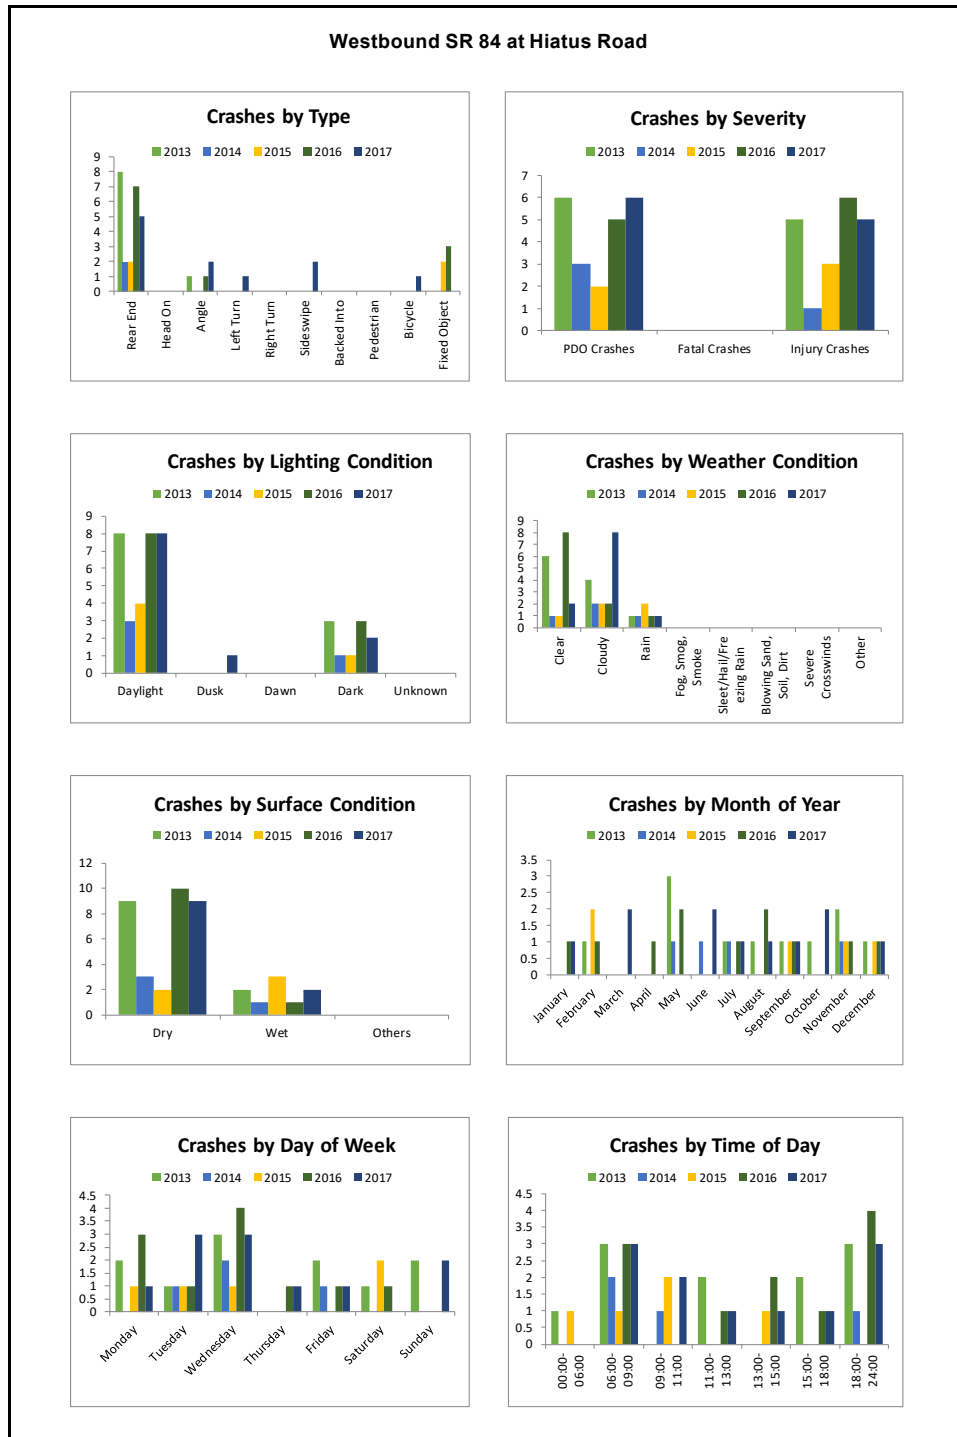 Westbound SR 84 at Hiatus Road
Crashes by Type
2013 2014 2015 2016 2017
9
8
7
6
5
4
3
2
1
0
Rear End
Head On
Angle
Left Turn
Right Turn
Sideswipe
Backed Into
Pedestrian
Bicycle
Fixed Object
Crashes by Severity
2013 2014 2015 2016 2017
7
6
5
4
3
2
1
0
PDO Crashes Fatal Crashes Injury Crashes
Crashes by Lighting Condition
2013 2014 2015 2016 2017
9
8
7
6
5
4
3
2
1
0
Daylight Dusk Dawn Dark Unknown
Crashes by Weather Condition
2013 2014 2015 2016 2017
9
8
7
6
5
4
3
2
1
0
Clear
Cloudy
Rain
Fog, Smog,
Smoke
Sleet/Hail/Fre
ezing Rain
Blowing Sand,
Soil, Dirt
Severe
Crosswinds
Other
Crashes by Surface Condition
2013 2014 2015 2016 2017
12
10
8
6
4
2
0
Dry Wet Others
Crashes by Month of Year
2013 2014 2015 2016 2017
3.5
3
2.5
2
1.5
1
0.5
0
January
February
March
April
May
June
July
August
September
October
November
December
Crashes by Day of Week
2013 2014 2015 2016 2017
4.5
4
3.5
3
2.5
2
1.5
1
0.5
0
Monday
Tuesday
Wednesday
Thursday
Friday
Saturday
Sunday
Crashes by Time of Day
2013 2014 2015 2016 2017
4.5
4
3.5
3
2.5
2
1.5
1
0.5
0
00:00-
06:00
06:00-
09:00
09:00-
11:00
11:00-
13:00
13:00-
15:00
15:00-
18:00
18:00-
24:00